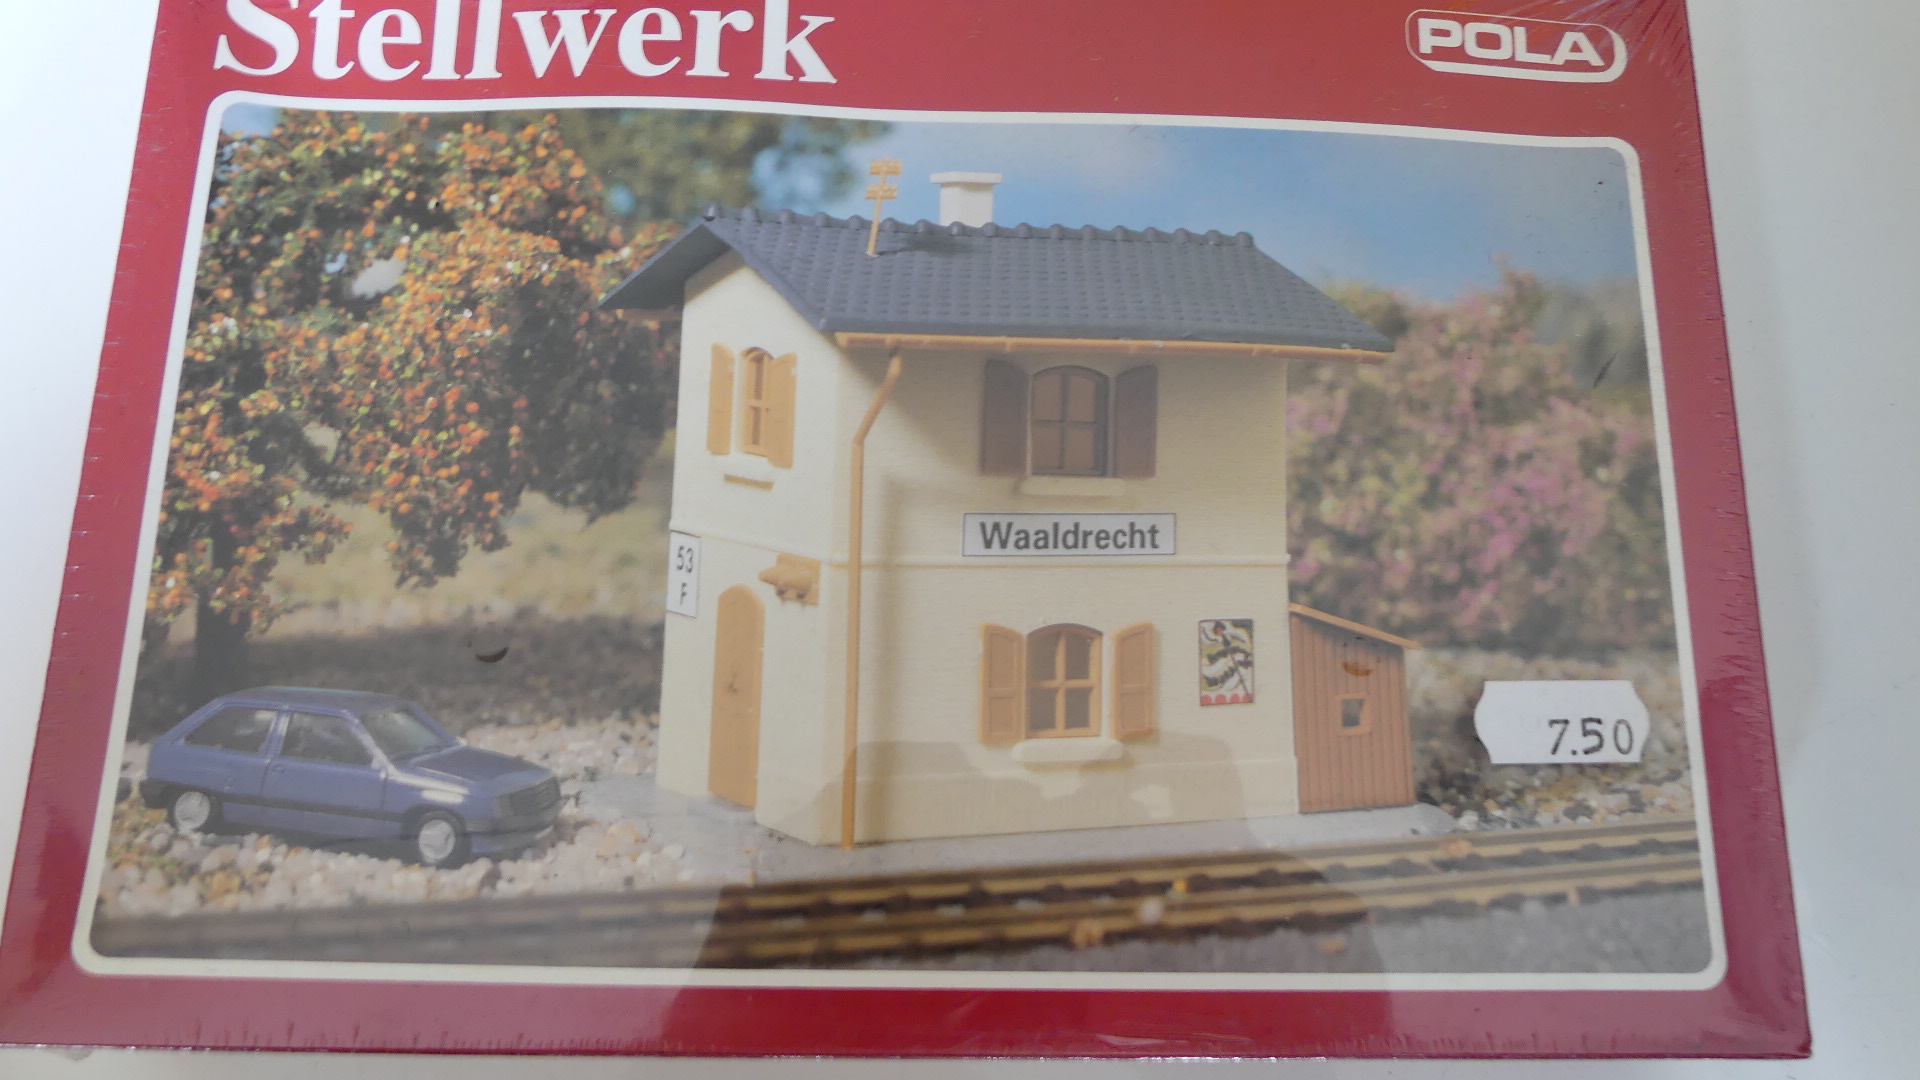 Stellwerk
POLA
Waaldrecht
53
F
7.50